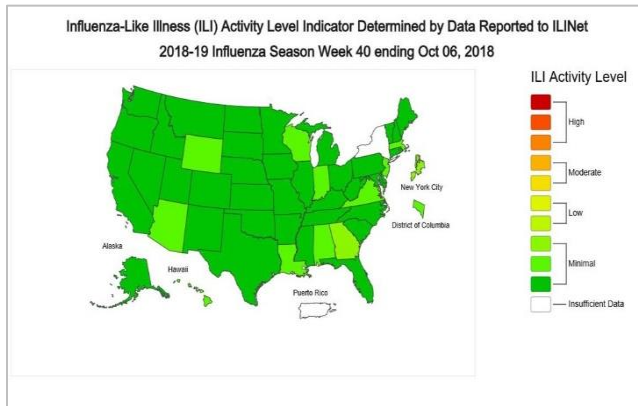 Influenza-Like Illness (ILI) Activity Level Indicator Determined by Data Reported to ILINet
2018-19 Influenza Season Week 40 ending Oct 06, 2018
ILI Activity Level
High
Moderate
New York City
Low
District of Columbia
Alaska
Hawaii
Minimal
Puerto Rico
Insufficient Data